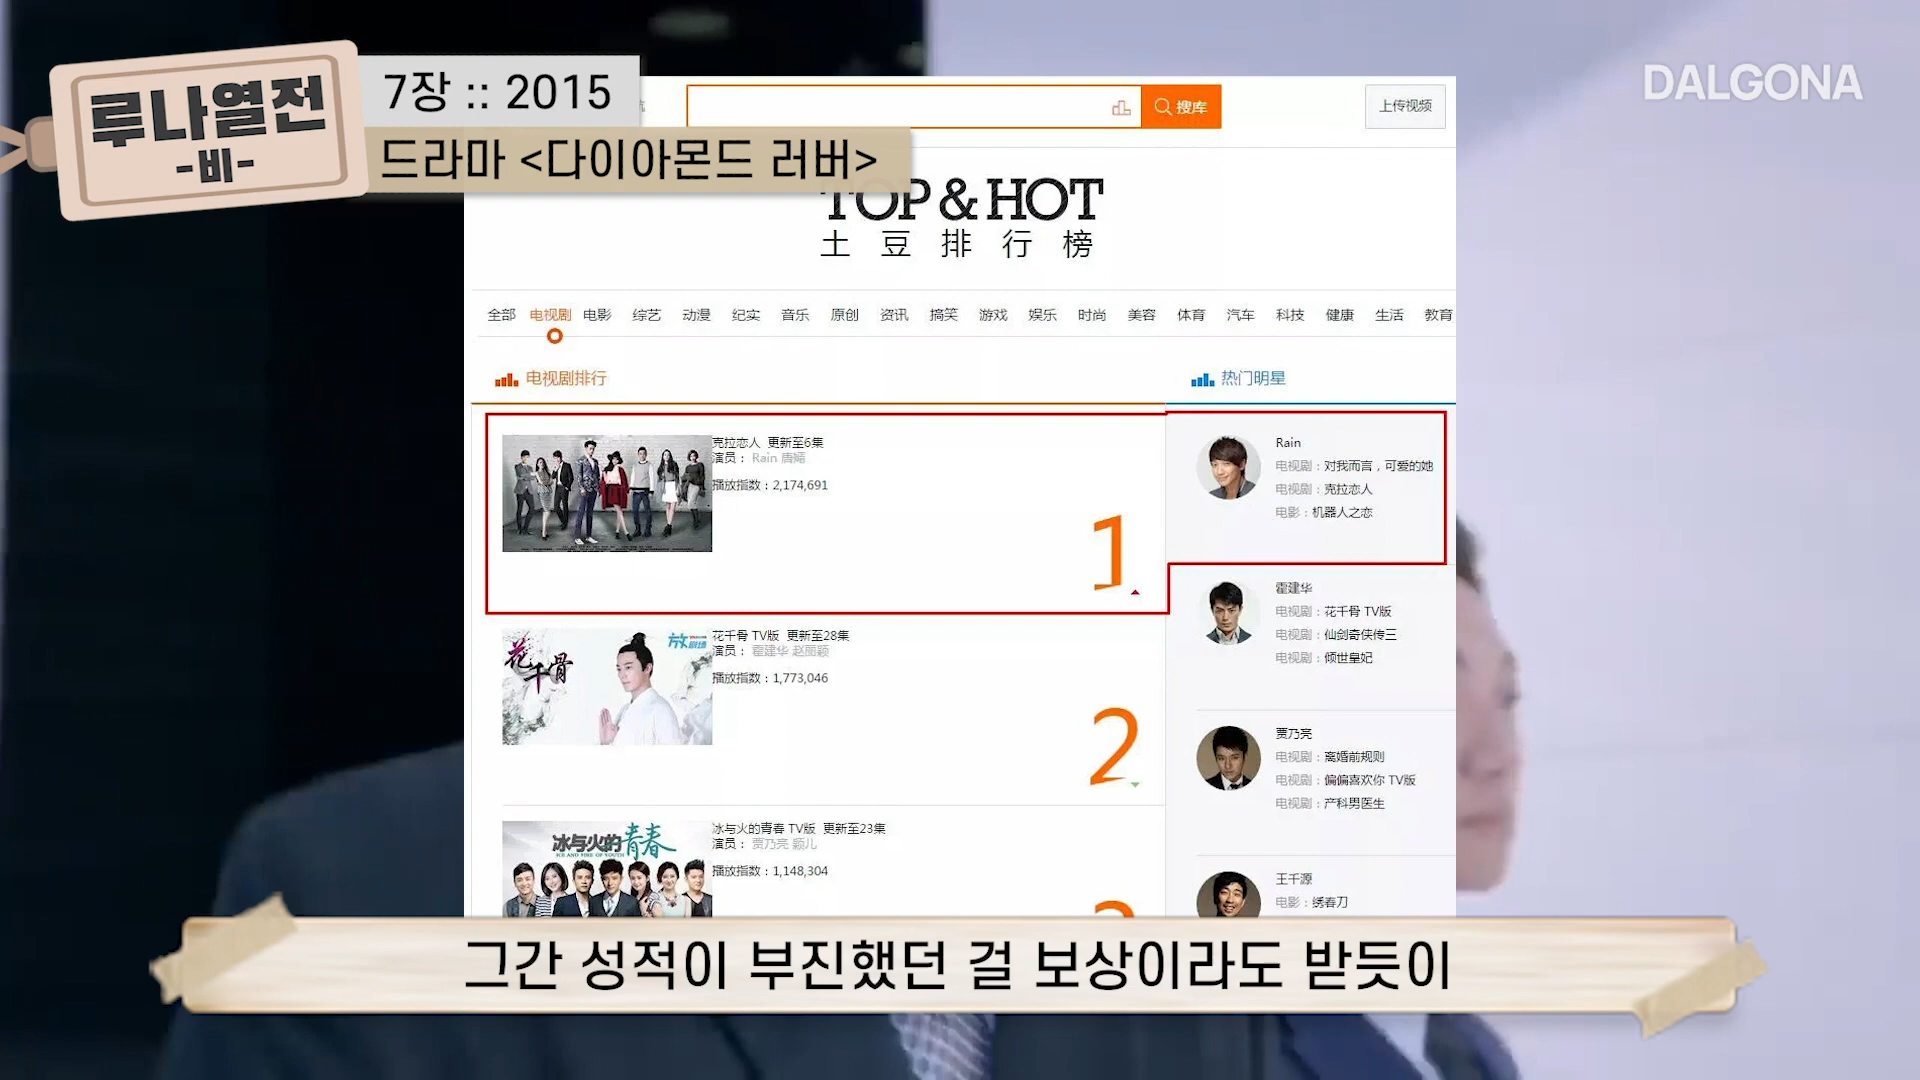 루나열전
-비-
7장 :: 2015
드라마 <다이아몬드 러버>
DALGONA
搜库
上传视频
TOP & HOT
土豆排行榜
全部 电视剧 电影 综艺 动漫 纪实 音乐 原创 资讯 搞笑 游戏 娱乐 时尚 美容 体育 汽车 科技 健康 生活 教育
电视剧排行
克拉恋人 更新至6集
演员： Rain 唐嫣
播放指数：2,174,691
1
花千骨
放剧场
花千骨 TV版 更新至28集
演员： 霍建华 赵丽颖
播放指数：1,773,046
2
冰与火的青春
ICE AND FIRE OF YOUTH
冰与火的青春 TV版 更新至23集
演员： 贾乃亮 颖儿
播放指数：1,148,304
热门明星
Rain
电视剧：对我而言，可爱的她
电视剧：克拉恋人
电影：机器人之恋
霍建华
电视剧：花千骨 TV版
电视剧：仙剑奇侠传三
电视剧：倾世皇妃
贾乃亮
电视剧：离婚前规则
电视剧：偏偏喜欢你 TV版
电视剧：产科男医生
王千源
电影：绣春刀
그간 성적이 부진했던 걸 보상이라도 받듯이